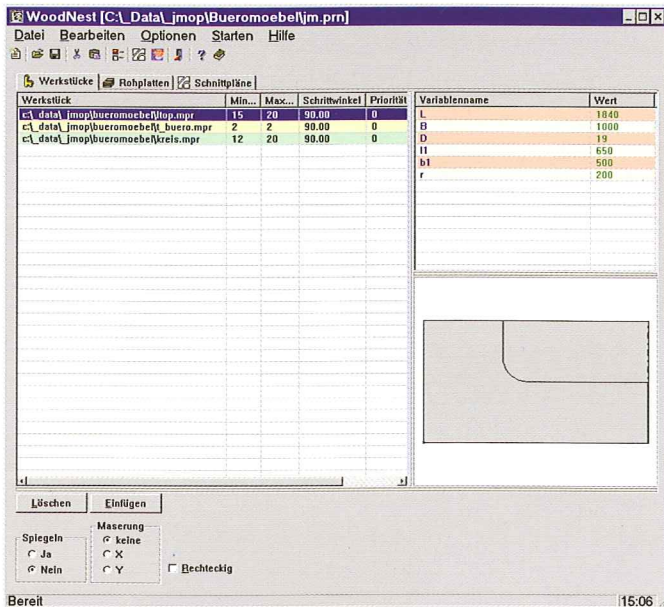 WoodNest [C:\_Data\_jmop\Bueromoebel\jm.prn]
Datei Bearbeiten Optionen Starten Hilfe
Werkstücke Rohplatten Schnittpläne
Werkstück Min... Max... Schrittwinkel Priorität
c:\_data\_jmop\bueromoebel\ltop.mpr 15 20 90.00 0
c:\_data\_jmop\bueromoebel\t_buero.mpr 2 2 90.00 0
c:\_data\_jmop\bueromoebel\kreis.mpr 12 20 90.00 0
Variablenname Wert
L 1840
B 1000
D 19
l1 650
b1 500
r 200
Löschen Einfügen
Spiegeln
Ja
Nein
Maserung
keine
X
Y
Rechteckig
Bereit 15:06